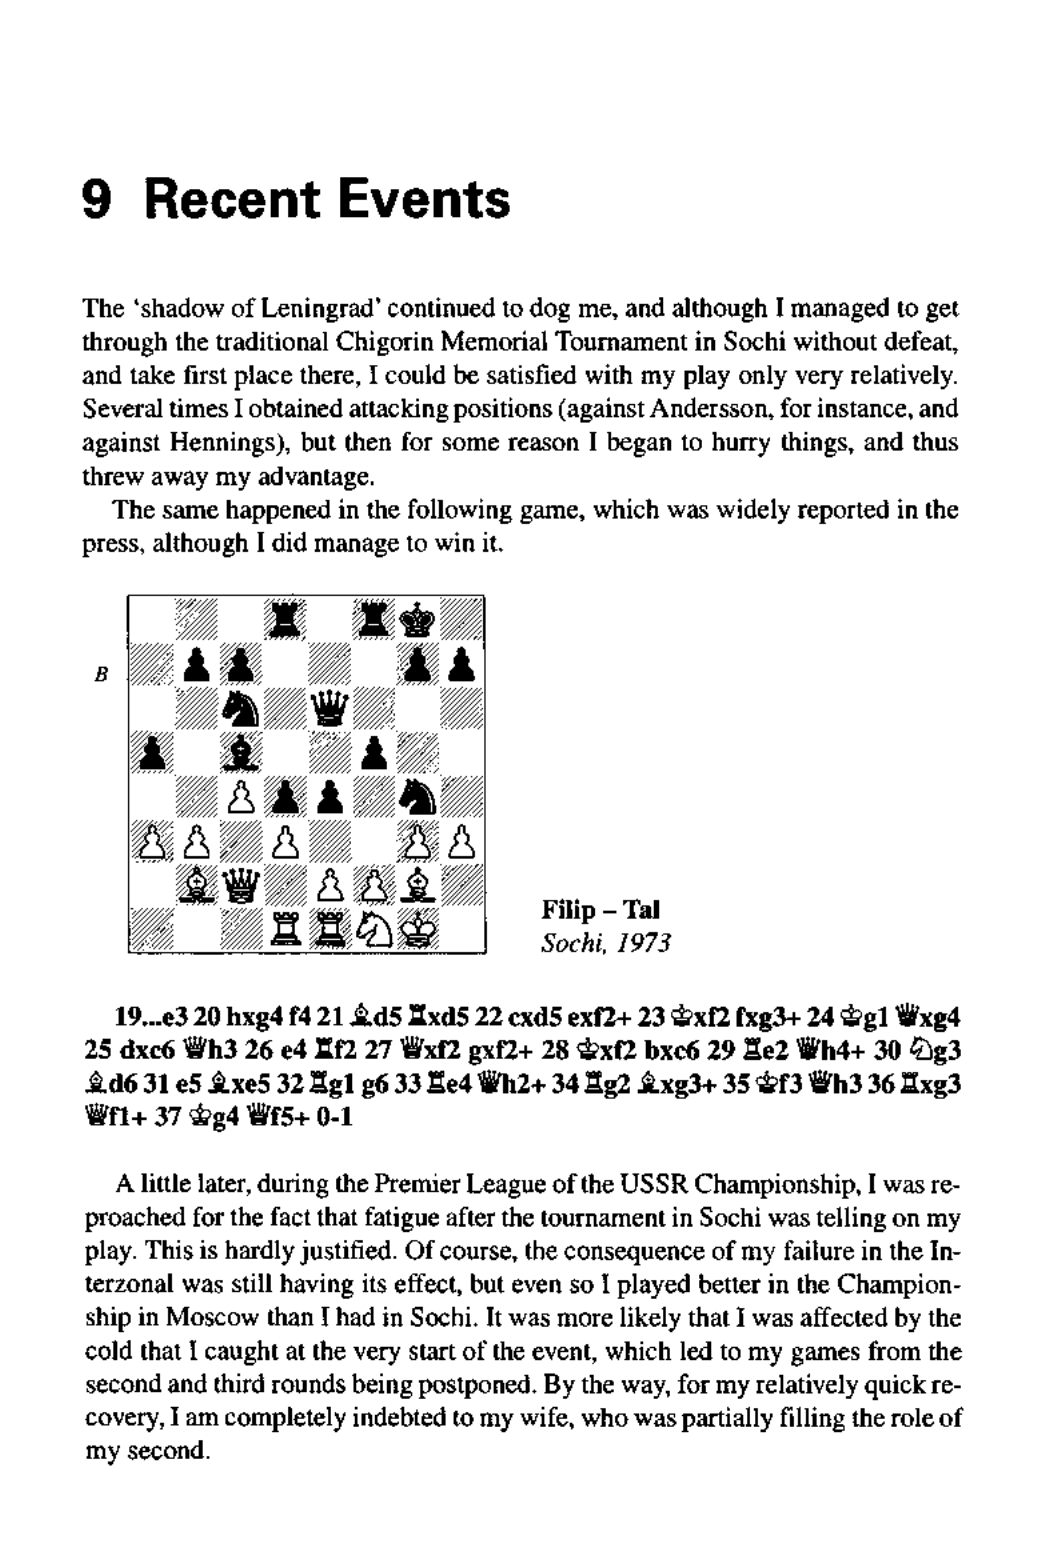 9 Recent Events
The ‘shadow of Leningrad’ continued to dog me, and although I managed to get
through the traditional Chigorin Memorial Tournament in Sochi without defeat,
and take first place there, I could be satisfied with my play only very relatively.
Several times I obtained attacking positions (against Andersson, for instance, and
against Hennings), but then for some reason I began to hurry things, and thus
threw away my advantage.
The same happened in the following game, which was widely reported in the
press, although I did manage to win it.
B
Filip – Tal
Sochi, 1973
19...e3 20 hxg4 f4 21 ♗d5 ♖xd5 22 cxd5 exf2+ 23 ♔xf2 fxg3+ 24 ♔g1 ♕xg4
25 dxc6 ♕h3 26 e4 ♖f2 27 ♕xf2 gxf2+ 28 ♔xf2 bxc6 29 ♖e2 ♕h4+ 30 ♘g3
♗d6 31 e5 ♗xe5 32 ♖g1 g6 33 ♖e4 ♕h2+ 34 ♖g2 ♗xg3+ 35 ♔f3 ♕h3 36 ♖xg3
♕f1+ 37 ♔g4 ♕f5+ 0-1
A little later, during the Premier League of the USSR Championship, I was re-
proached for the fact that fatigue after the tournament in Sochi was telling on my
play. This is hardly justified. Of course, the consequence of my failure in the In-
terzonal was still having its effect, but even so I played better in the Champion-
ship in Moscow than I had in Sochi. It was more likely that I was affected by the
cold that I caught at the very start of the event, which led to my games from the
second and third rounds being postponed. By the way, for my relatively quick re-
covery, I am completely indebted to my wife, who was partially filling the role of
my second.